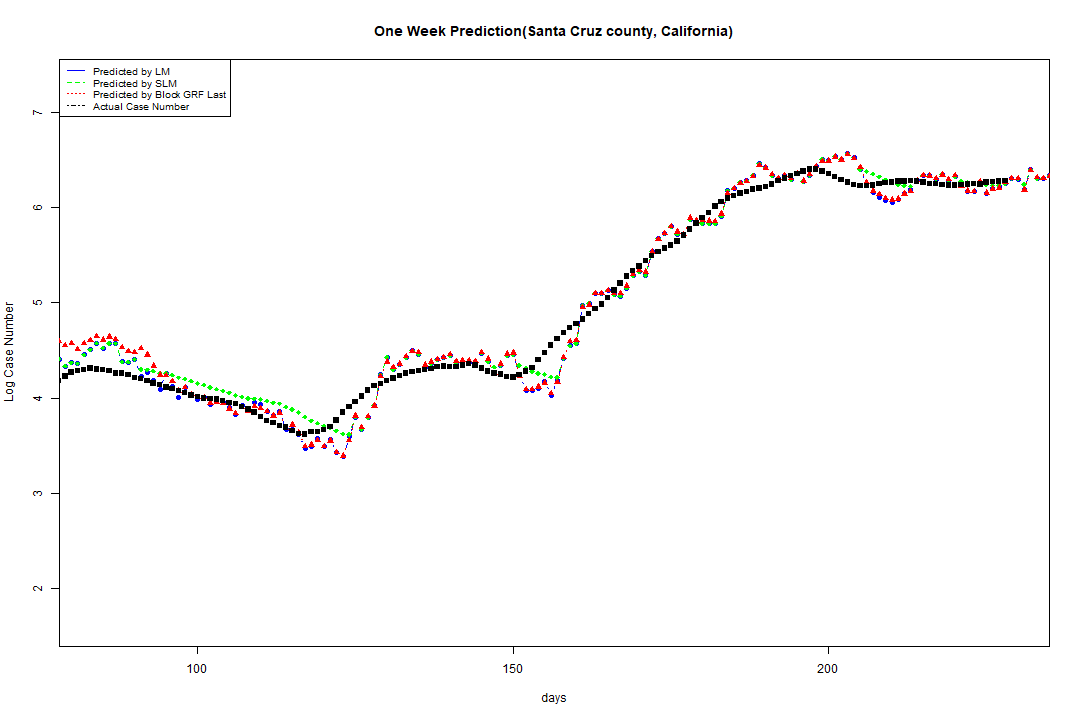 One Week Prediction(Santa Cruz county, California)
Predicted by LM
Predicted by SLM
Predicted by Block GRF Last
Actual Case Number
7
6
5
4
3
2
Log Case Number
100 150 200
days